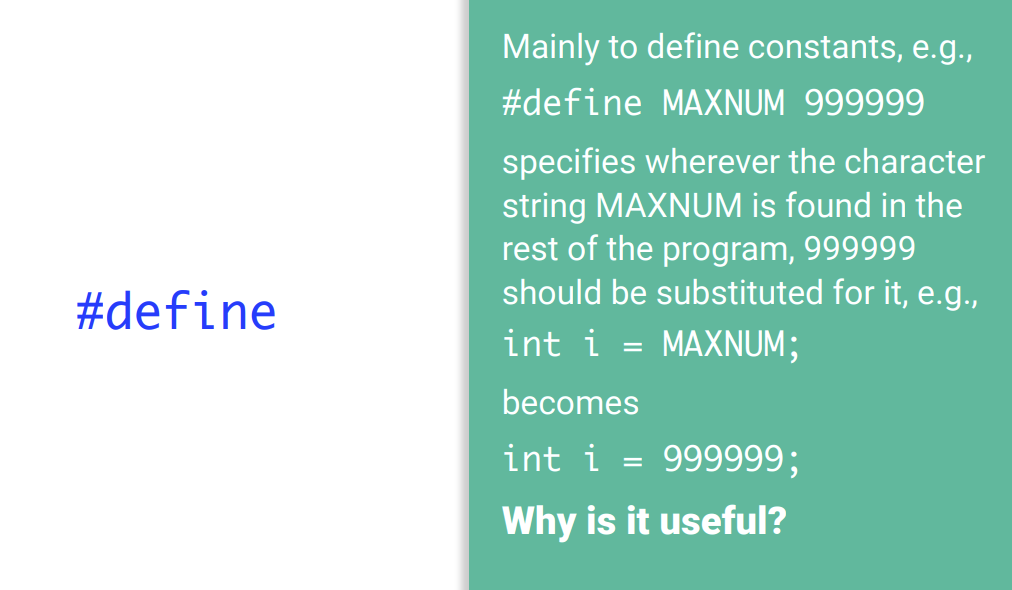 #define
Mainly to define constants, e.g.,
#define MAXNUM 999999
specifies wherever the character
string MAXNUM is found in the
rest of the program, 999999
should be substituted for it, e.g.,
int i = MAXNUM;
becomes
int i = 999999;
Why is it useful?